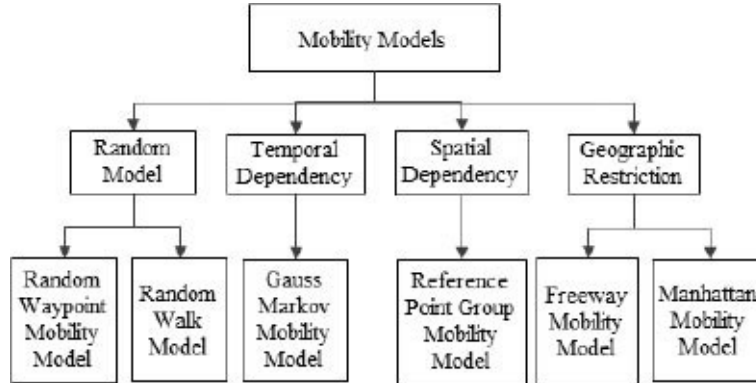 Mobility Models
Random
Model
Temporal
Dependency
Spatial
Dependency
Geographic
Restriction
Random
Waypoint
Mobility
Model
Random
Walk
Model
Gauss
Markov
Mobility
Model
Reference
Point Group
Mobility
Model
Freeway
Mobility
Model
Manhattan
Mobility
Model